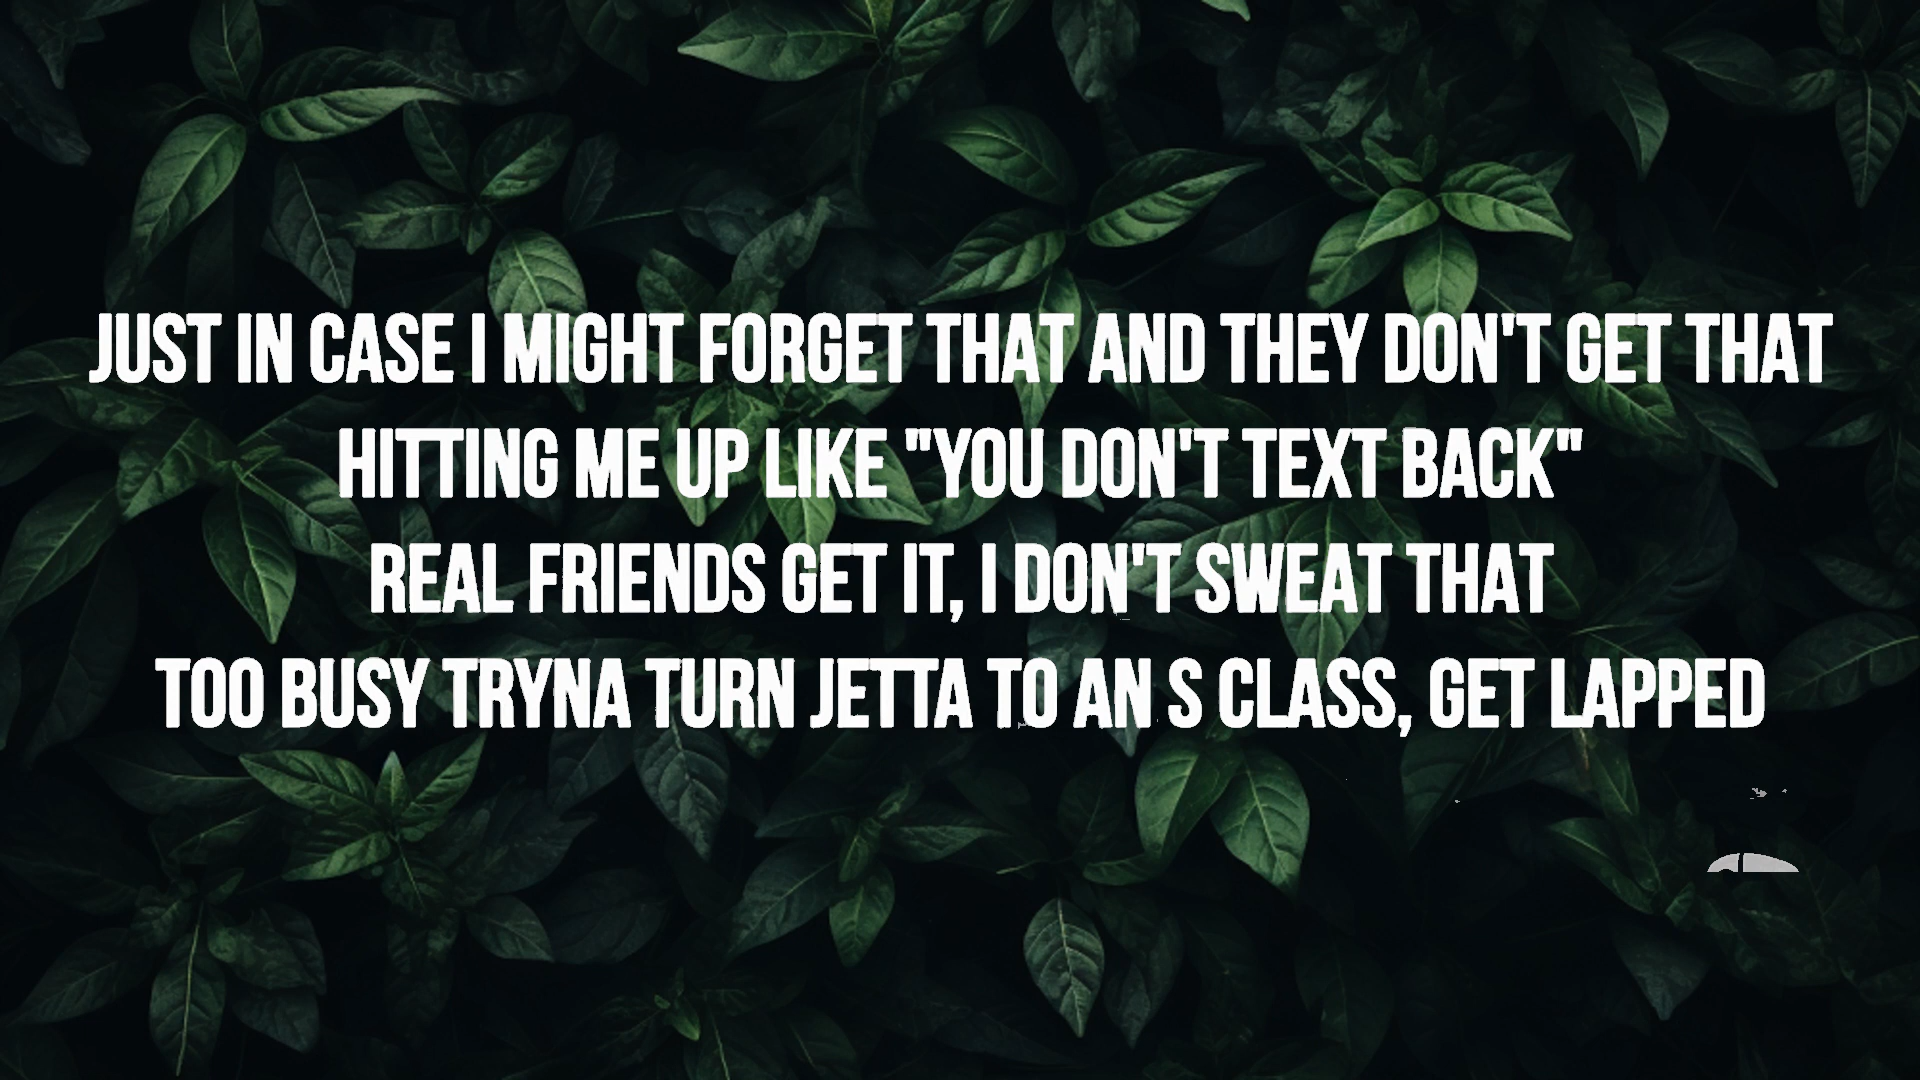 JUST IN CASE I MIGHT FORGET THAT AND THEY DON'T GET THAT
HITTING ME UP LIKE "YOU DON'T TEXT BACK"
REAL FRIENDS GET IT, I DON'T SWEAT THAT
TOO BUSY TRYNA TURN JETTA TO AN S CLASS, GET LAPPED